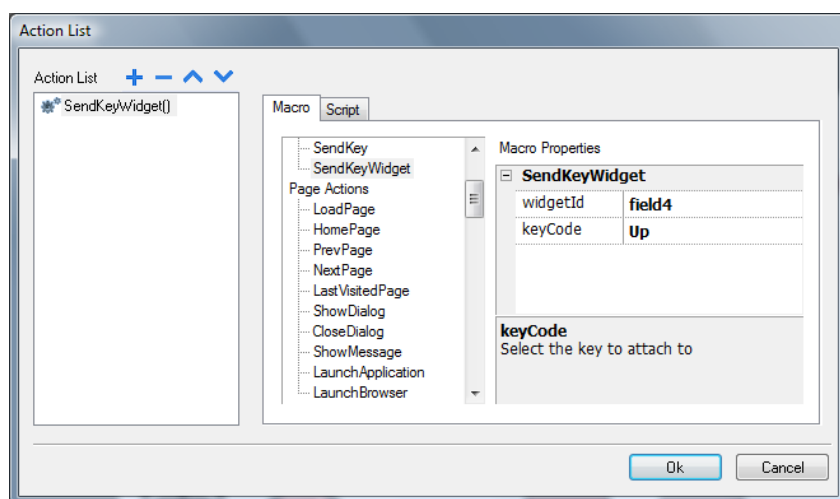 Action List
Action List
SendKeyWidget()
Macro Script
SendKey
SendKeyWidget
Page Actions
LoadPage
HomePage
PrevPage
NextPage
LastVisitedPage
ShowDialog
CloseDialog
ShowMessage
LaunchApplication
LaunchBrowser
Macro Properties
SendKeyWidget
widgetId field4
keyCode Up
keyCode
Select the key to attach to
Ok Cancel